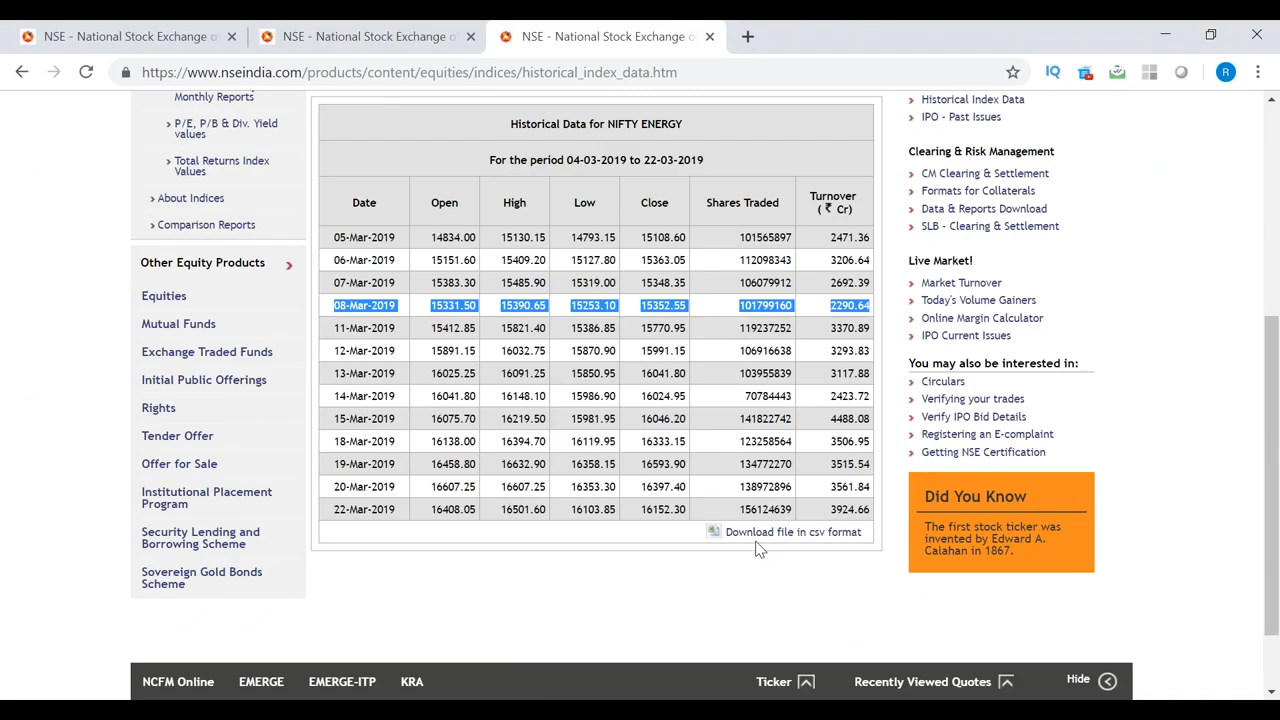 NSE - National Stock Exchange o
NSE - National Stock Exchange o
NSE - National Stock Exchange o
https://www.nseindia.com/products/content/equities/indices/historical_index_data.htm
IQ
R
Monthly Reports
P/E, P/B & Div. Yield
values
Total Returns Index
Values
About Indices
Comparison Reports
Other Equity Products
Equities
Mutual Funds
Exchange Traded Funds
Initial Public Offerings
Rights
Tender Offer
Offer for Sale
Institutional Placement
Program
Security Lending and
Borrowing Scheme
Sovereign Gold Bonds
Scheme
Historical Data for NIFTY ENERGY
For the period 04-03-2019 to 22-03-2019
Date Open High Low Close Shares Traded Turnover
( ₹ Cr)
05-Mar-2019 14834.00 15130.15 14793.15 15108.60 101565897 2471.36
06-Mar-2019 15151.60 15409.20 15127.80 15363.05 112098343 3206.64
07-Mar-2019 15383.30 15485.90 15319.00 15348.35 106079912 2692.39
08-Mar-2019 15331.50 15390.65 15253.10 15352.55 101799160 2290.64
11-Mar-2019 15412.85 15821.40 15386.85 15770.95 119237252 3370.89
12-Mar-2019 15891.15 16032.75 15870.90 15991.15 106916638 3293.83
13-Mar-2019 16025.25 16091.25 15850.95 16041.80 103955839 3117.88
14-Mar-2019 16041.80 16148.10 15986.90 16024.95 70784443 2423.72
15-Mar-2019 16075.70 16219.50 15981.95 16046.20 141822742 4488.08
18-Mar-2019 16138.00 16394.70 16119.95 16333.15 123258564 3506.95
19-Mar-2019 16458.80 16632.90 16358.15 16593.90 134772270 3515.54
20-Mar-2019 16607.25 16607.25 16353.30 16397.40 138972896 3561.84
22-Mar-2019 16408.05 16501.60 16103.85 16152.30 156124639 3924.66
Download file in csv format
Historical Index Data
IPO - Past Issues
Clearing & Risk Management
CM Clearing & Settlement
Formats for Collaterals
Data & Reports Download
SLB - Clearing & Settlement
Live Market!
Market Turnover
Today's Volume Gainers
Online Margin Calculator
IPO Current Issues
You may also be interested in:
Circulars
Verifying your trades
Verify IPO Bid Details
Registering an E-complaint
Getting NSE Certification
Did You Know
The first stock ticker was
invented by Edward A.
Calahan in 1867.
NCFM Online EMERGE EMERGE-ITP KRA Ticker Recently Viewed Quotes Hide